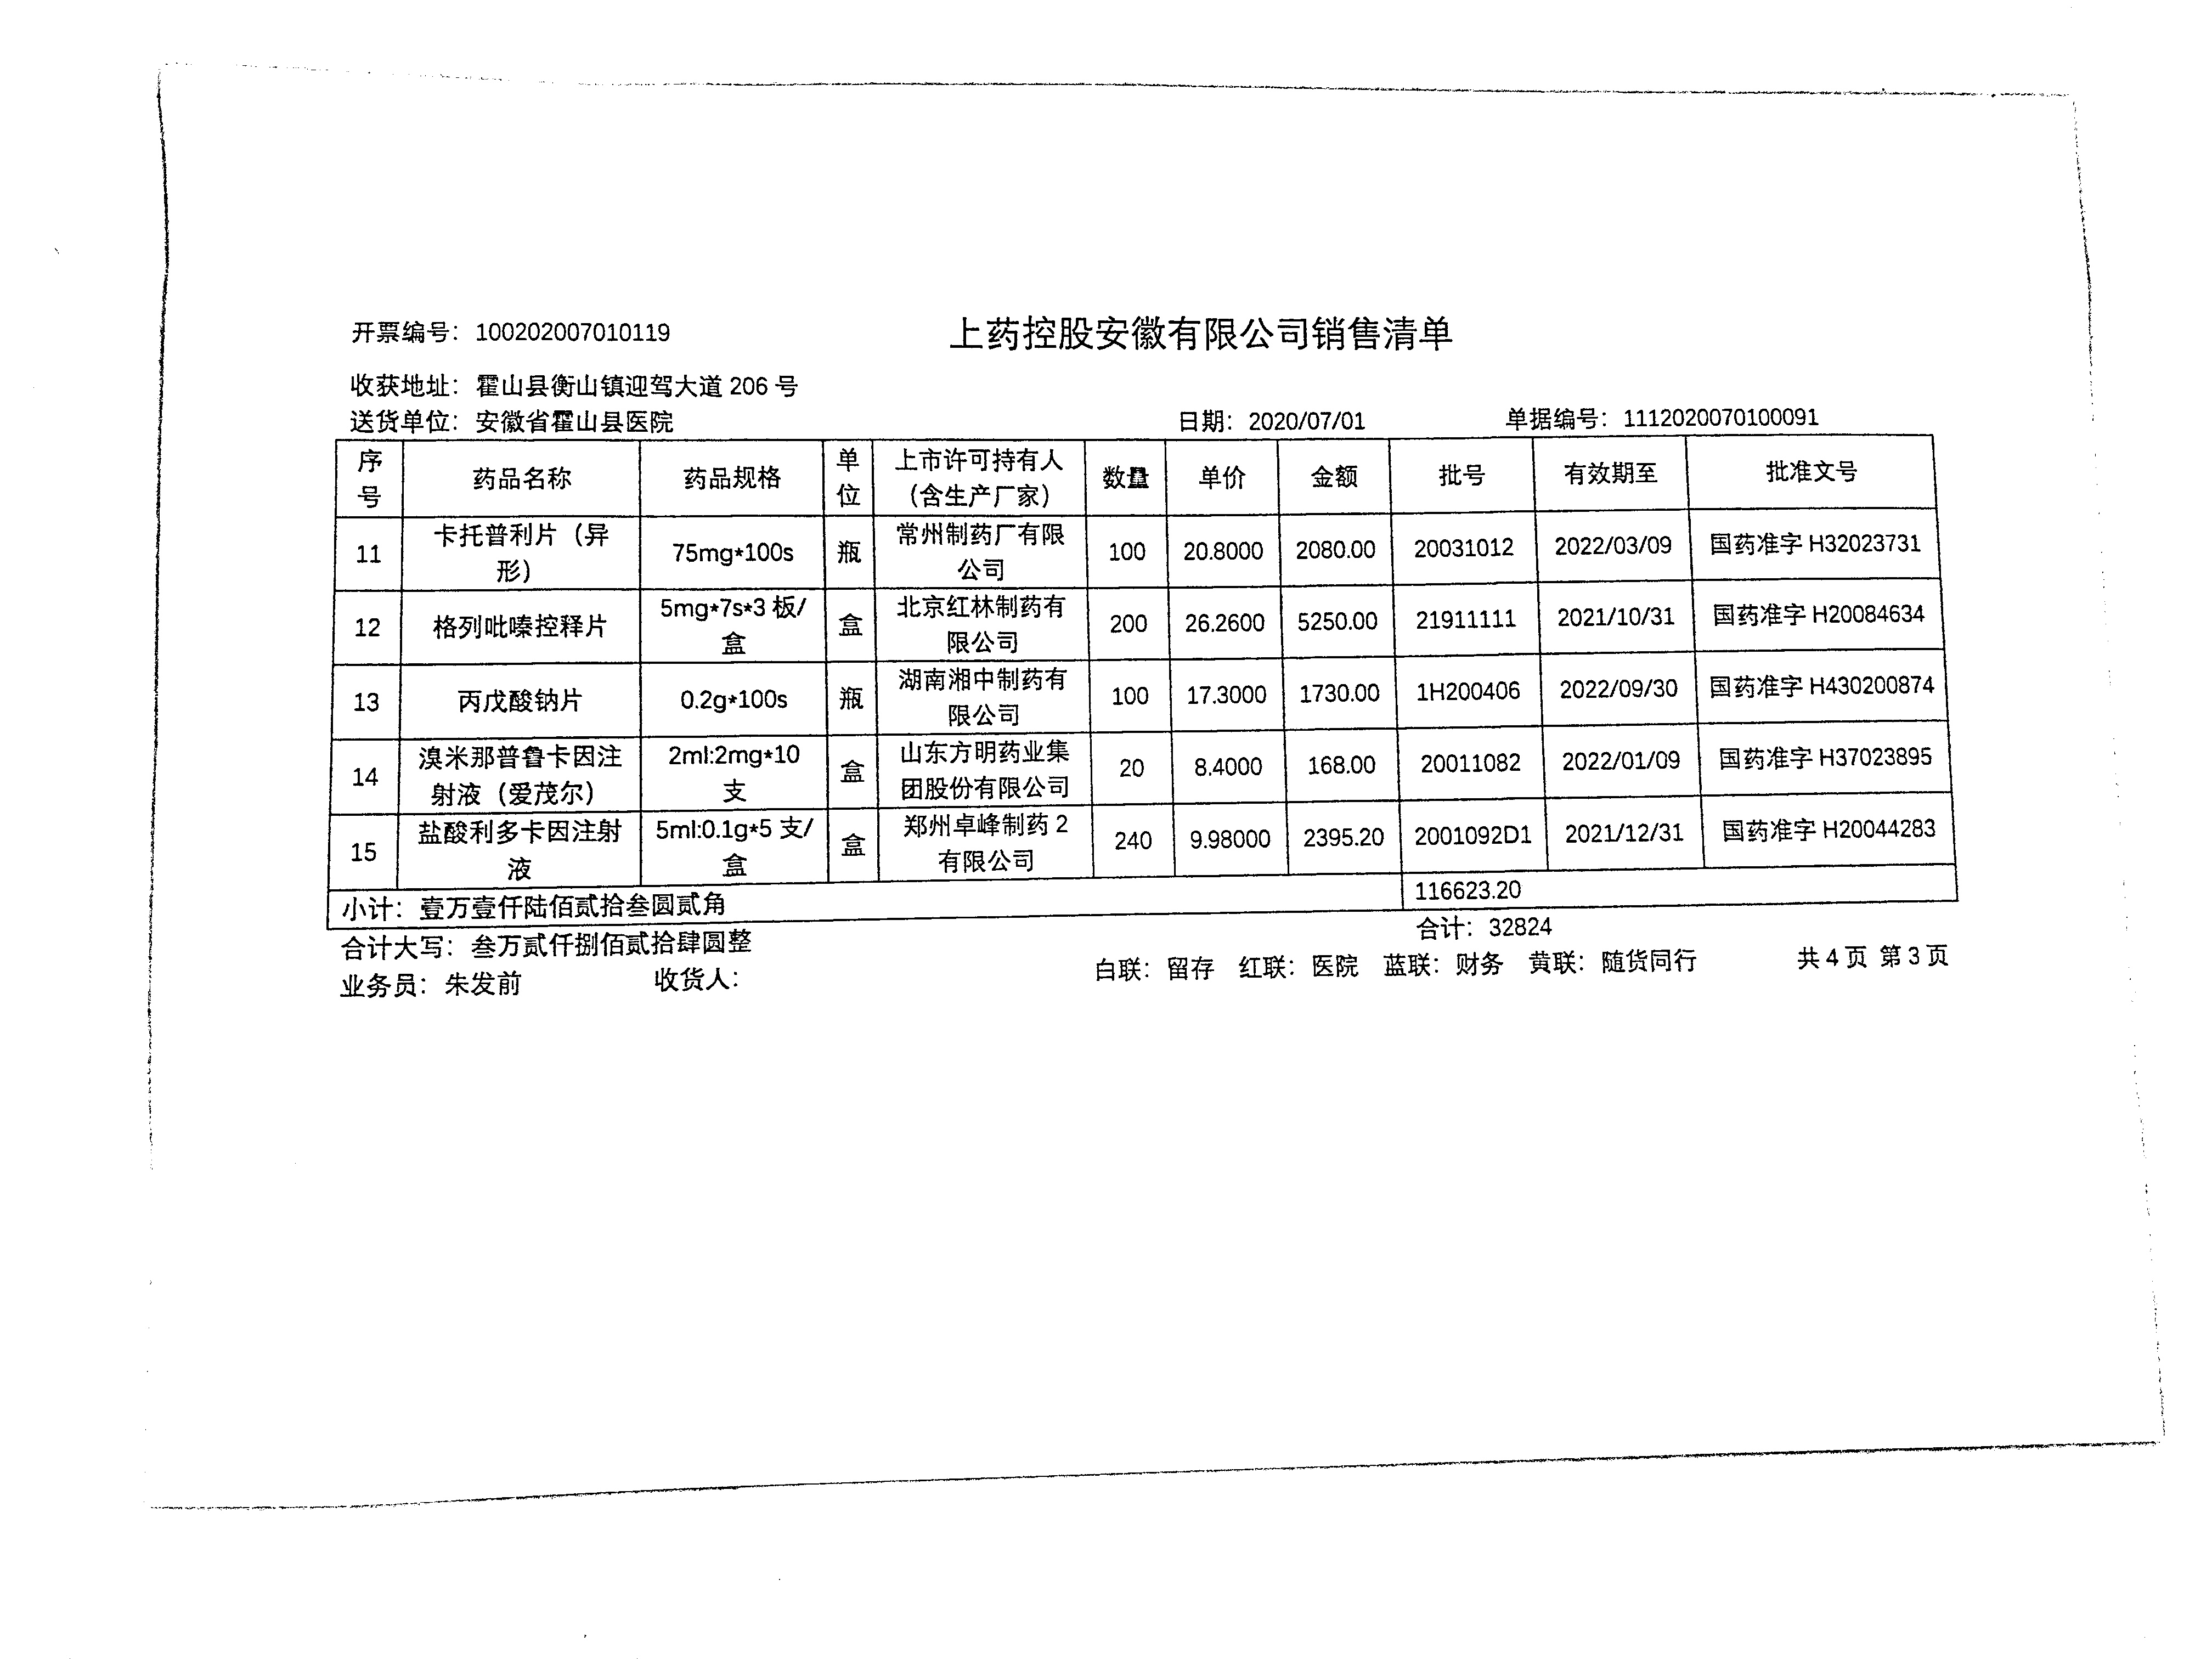 开票编号：100202007010119 上药控股安徽有限公司销售清单
收获地址：霍山县衡山镇迎驾大道 206 号
送货单位：安徽省霍山县医院 日期：2020/07/01 单据编号：1112020070100091
序号 药品名称 药品规格 单位 上市许可持有人（含生产厂家） 数量 单价 金额 批号 有效期至 批准文号
11 卡托普利片（异形） 75mg*100s 瓶 常州制药厂有限公司 100 20.8000 2080.00 20031012 2022/03/09 国药准字 H32023731
12 格列吡嗪控释片 5mg*7s*3 板/盒 盒 北京红林制药有限公司 200 26.2600 5250.00 21911111 2021/10/31 国药准字 H20084634
13 丙戊酸钠片 0.2g*100s 瓶 湖南湘中制药有限公司 100 17.3000 1730.00 1H200406 2022/09/30 国药准字 H430200874
14 溴米那普鲁卡因注射液（爱茂尔） 2ml:2mg*10 支 盒 山东方明药业集团股份有限公司 20 8.4000 168.00 20011082 2022/01/09 国药准字 H37023895
15 盐酸利多卡因注射液 5ml:0.1g*5 支/盒 盒 郑州卓峰制药 2 有限公司 240 9.98000 2395.20 2001092D1 2021/12/31 国药准字 H20044283
小计：壹万壹仟陆佰贰拾叁圆贰角 116623.20
合计大写：叁万贰仟捌佰贰拾肆圆整 合计：32824
业务员：朱发前 收货人： 白联：留存 红联：医院 蓝联：财务 黄联：随货同行 共 4 页 第 3 页